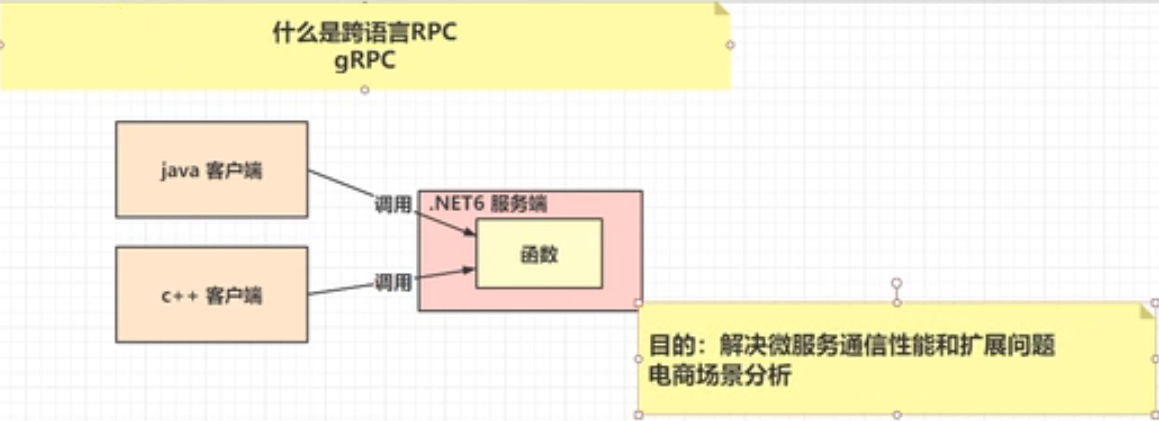 什么是跨语言RPC
gRPC
java 客户端
调用
.NET6 服务端
函数
调用
c++ 客户端
目的：解决微服务通信性能和扩展问题
电商场景分析